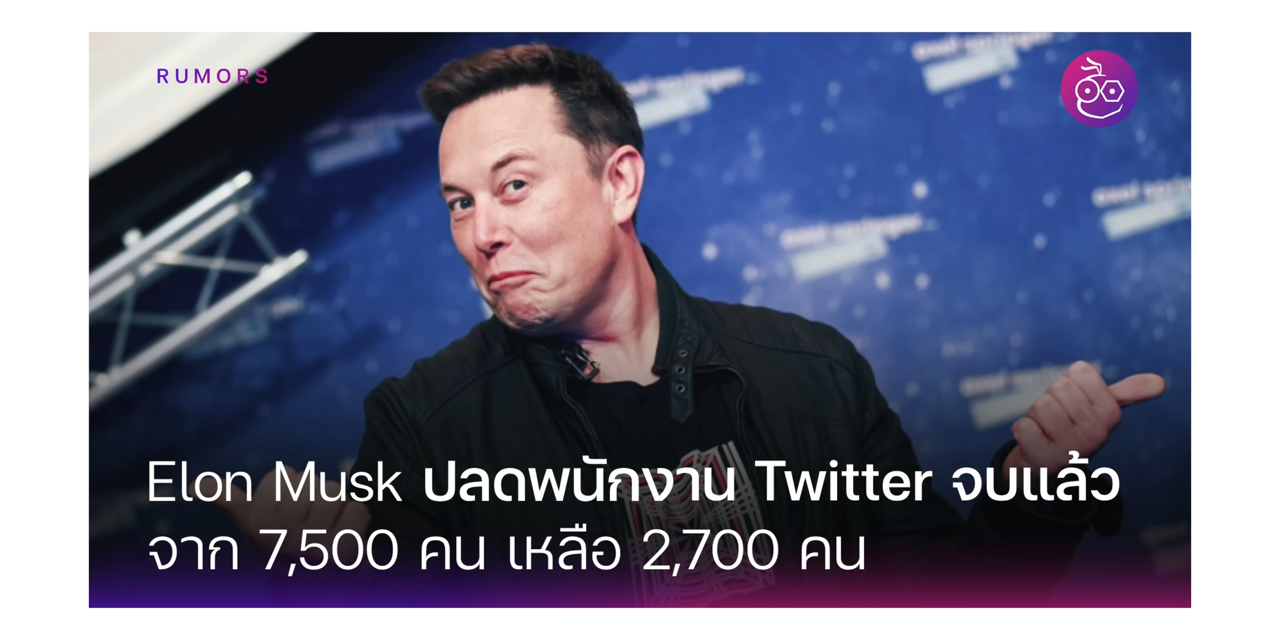 RUMORS
Elon Musk ปลดพนักงาน Twitter จบแล้ว
จาก 7,500 คน เหลือ 2,700 คน